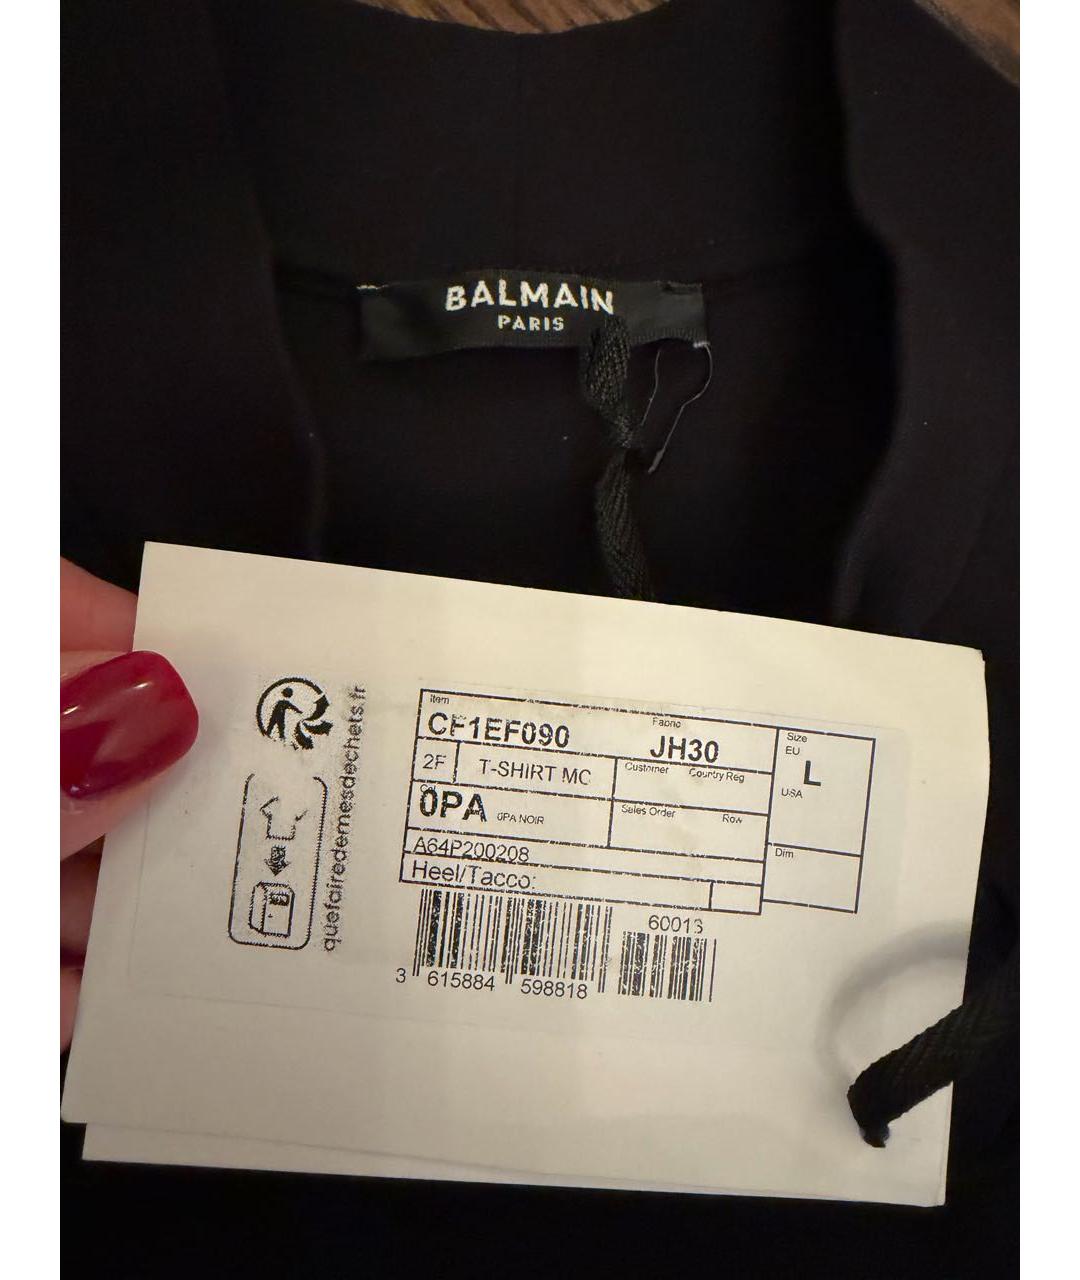 BALMAIN
PARIS
quefairedemesdechets.fr
Item
CF1EF090
Fabric
JH30
Size
EU
L
USA
2F
T-SHIRT MC
Customer
Country Reg
0PA
0PA NOIR
Sales Order
Row
Dim
A64P200208
Heel/Tacco:
60013
3 615884 598818